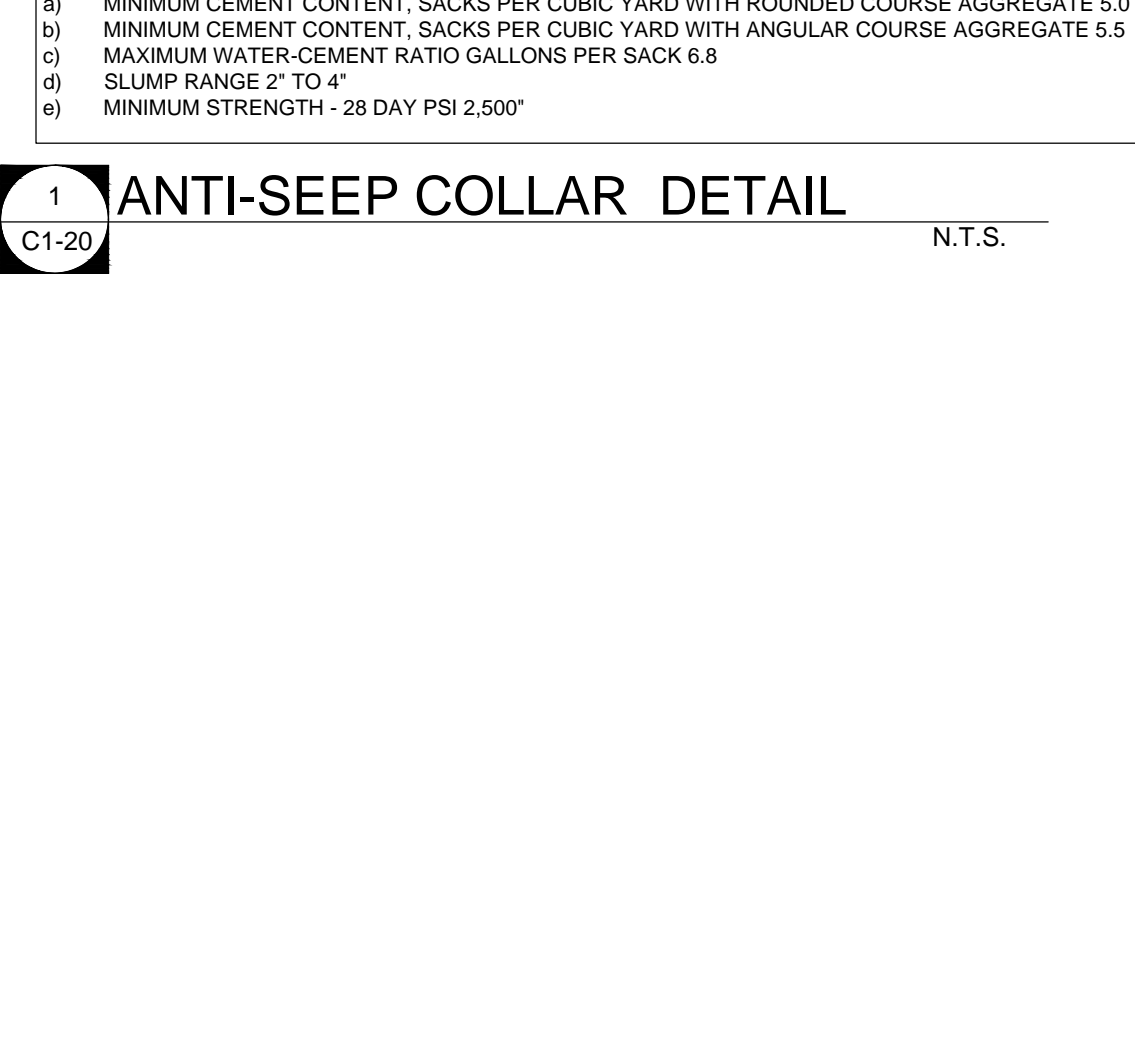 a) MINIMUM CEMENT CONTENT, SACKS PER CUBIC YARD WITH ROUNDED COURSE AGGREGATE 5.0
b) MINIMUM CEMENT CONTENT, SACKS PER CUBIC YARD WITH ANGULAR COURSE AGGREGATE 5.5
c) MAXIMUM WATER-CEMENT RATIO GALLONS PER SACK 6.8
d) SLUMP RANGE 2" TO 4"
e) MINIMUM STRENGTH - 28 DAY PSI 2,500"
1 ANTI-SEEP COLLAR DETAIL
C1-20 N.T.S.